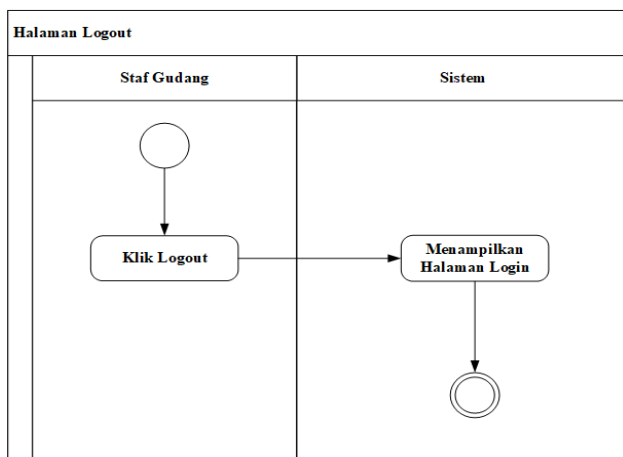 Halaman Logout
Staf Gudang
Sistem
Klik Logout
Menampilkan
Halaman Login